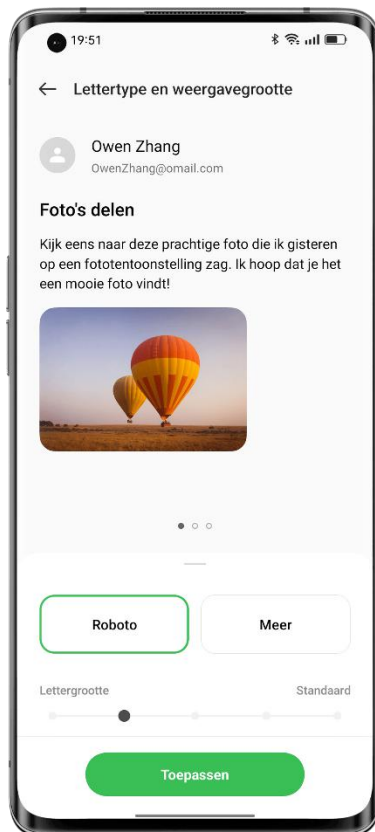 19:51
Lettertype en weergavegrootte
Owen Zhang
OwenZhang@omail.com
Foto's delen
Kijk eens naar deze prachtige foto die ik gisteren
op een fototentoonstelling zag. Ik hoop dat je het
een mooie foto vindt!
Roboto
Meer
Lettergrootte
Standaard
Toepassen